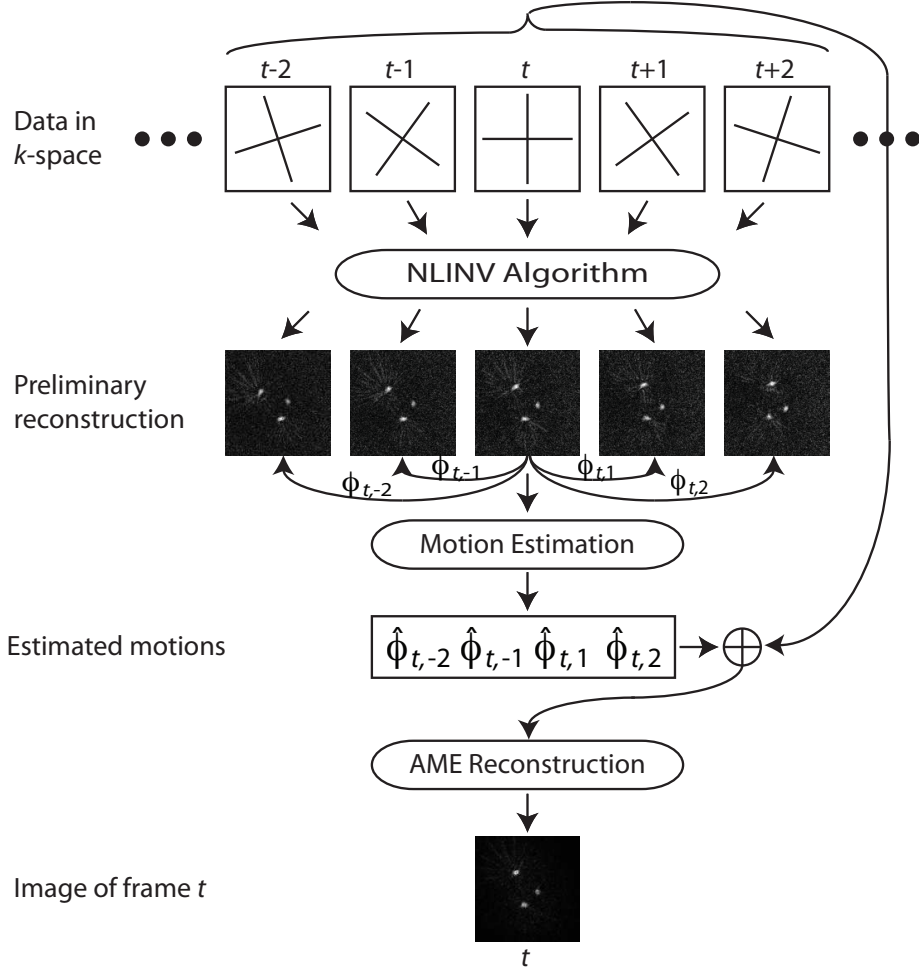 t-2 t-1 t t+1 t+2
Data in
k-space
NLINV Algorithm
Preliminary
reconstruction
ϕt,-2 ϕt,-1 ϕt,1 ϕt,2
Motion Estimation
Estimated motions
ϕ̂t,-2 ϕ̂t,-1 ϕ̂t,1 ϕ̂t,2
AME Reconstruction
Image of frame t
t